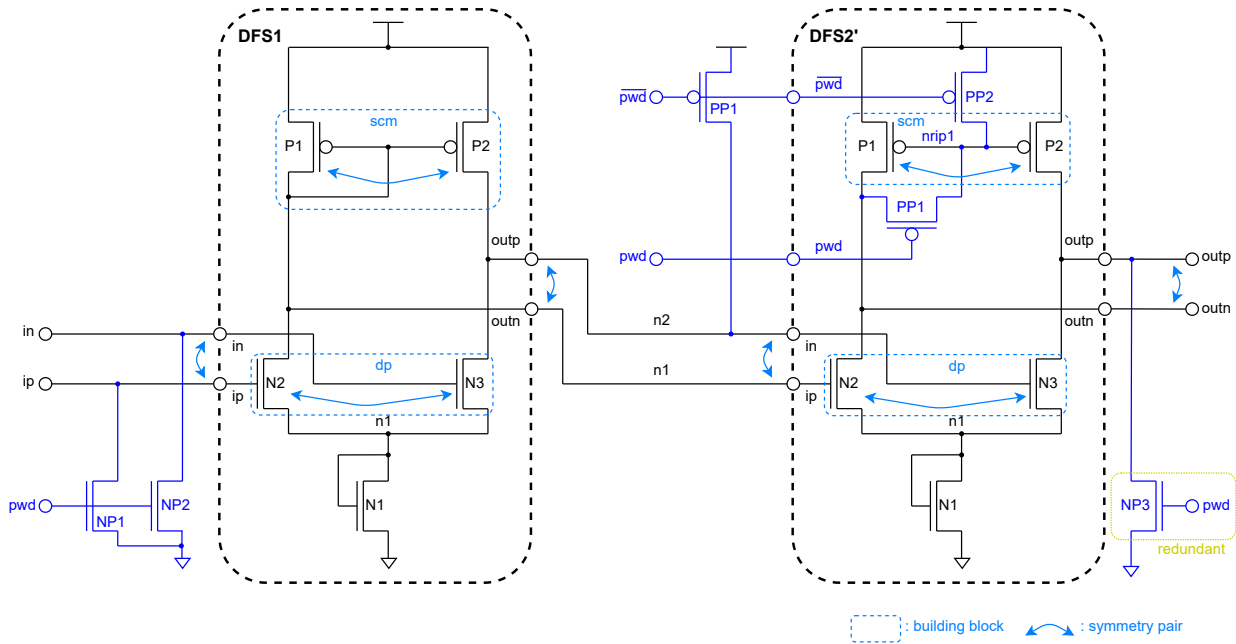 DFS1
DFS2'
pwd
PP1
pwd
PP2
scm
P1
P2
scm
nrip1
P1
P2
PP1
pwd
pwd
outp
outn
n2
n1
outp
outn
outp
outn
in
in
ip
ip
dp
N2
N3
n1
in
ip
dp
N2
N3
n1
pwd
NP1
NP2
N1
N1
NP3
pwd
redundant
: building block
: symmetry pair